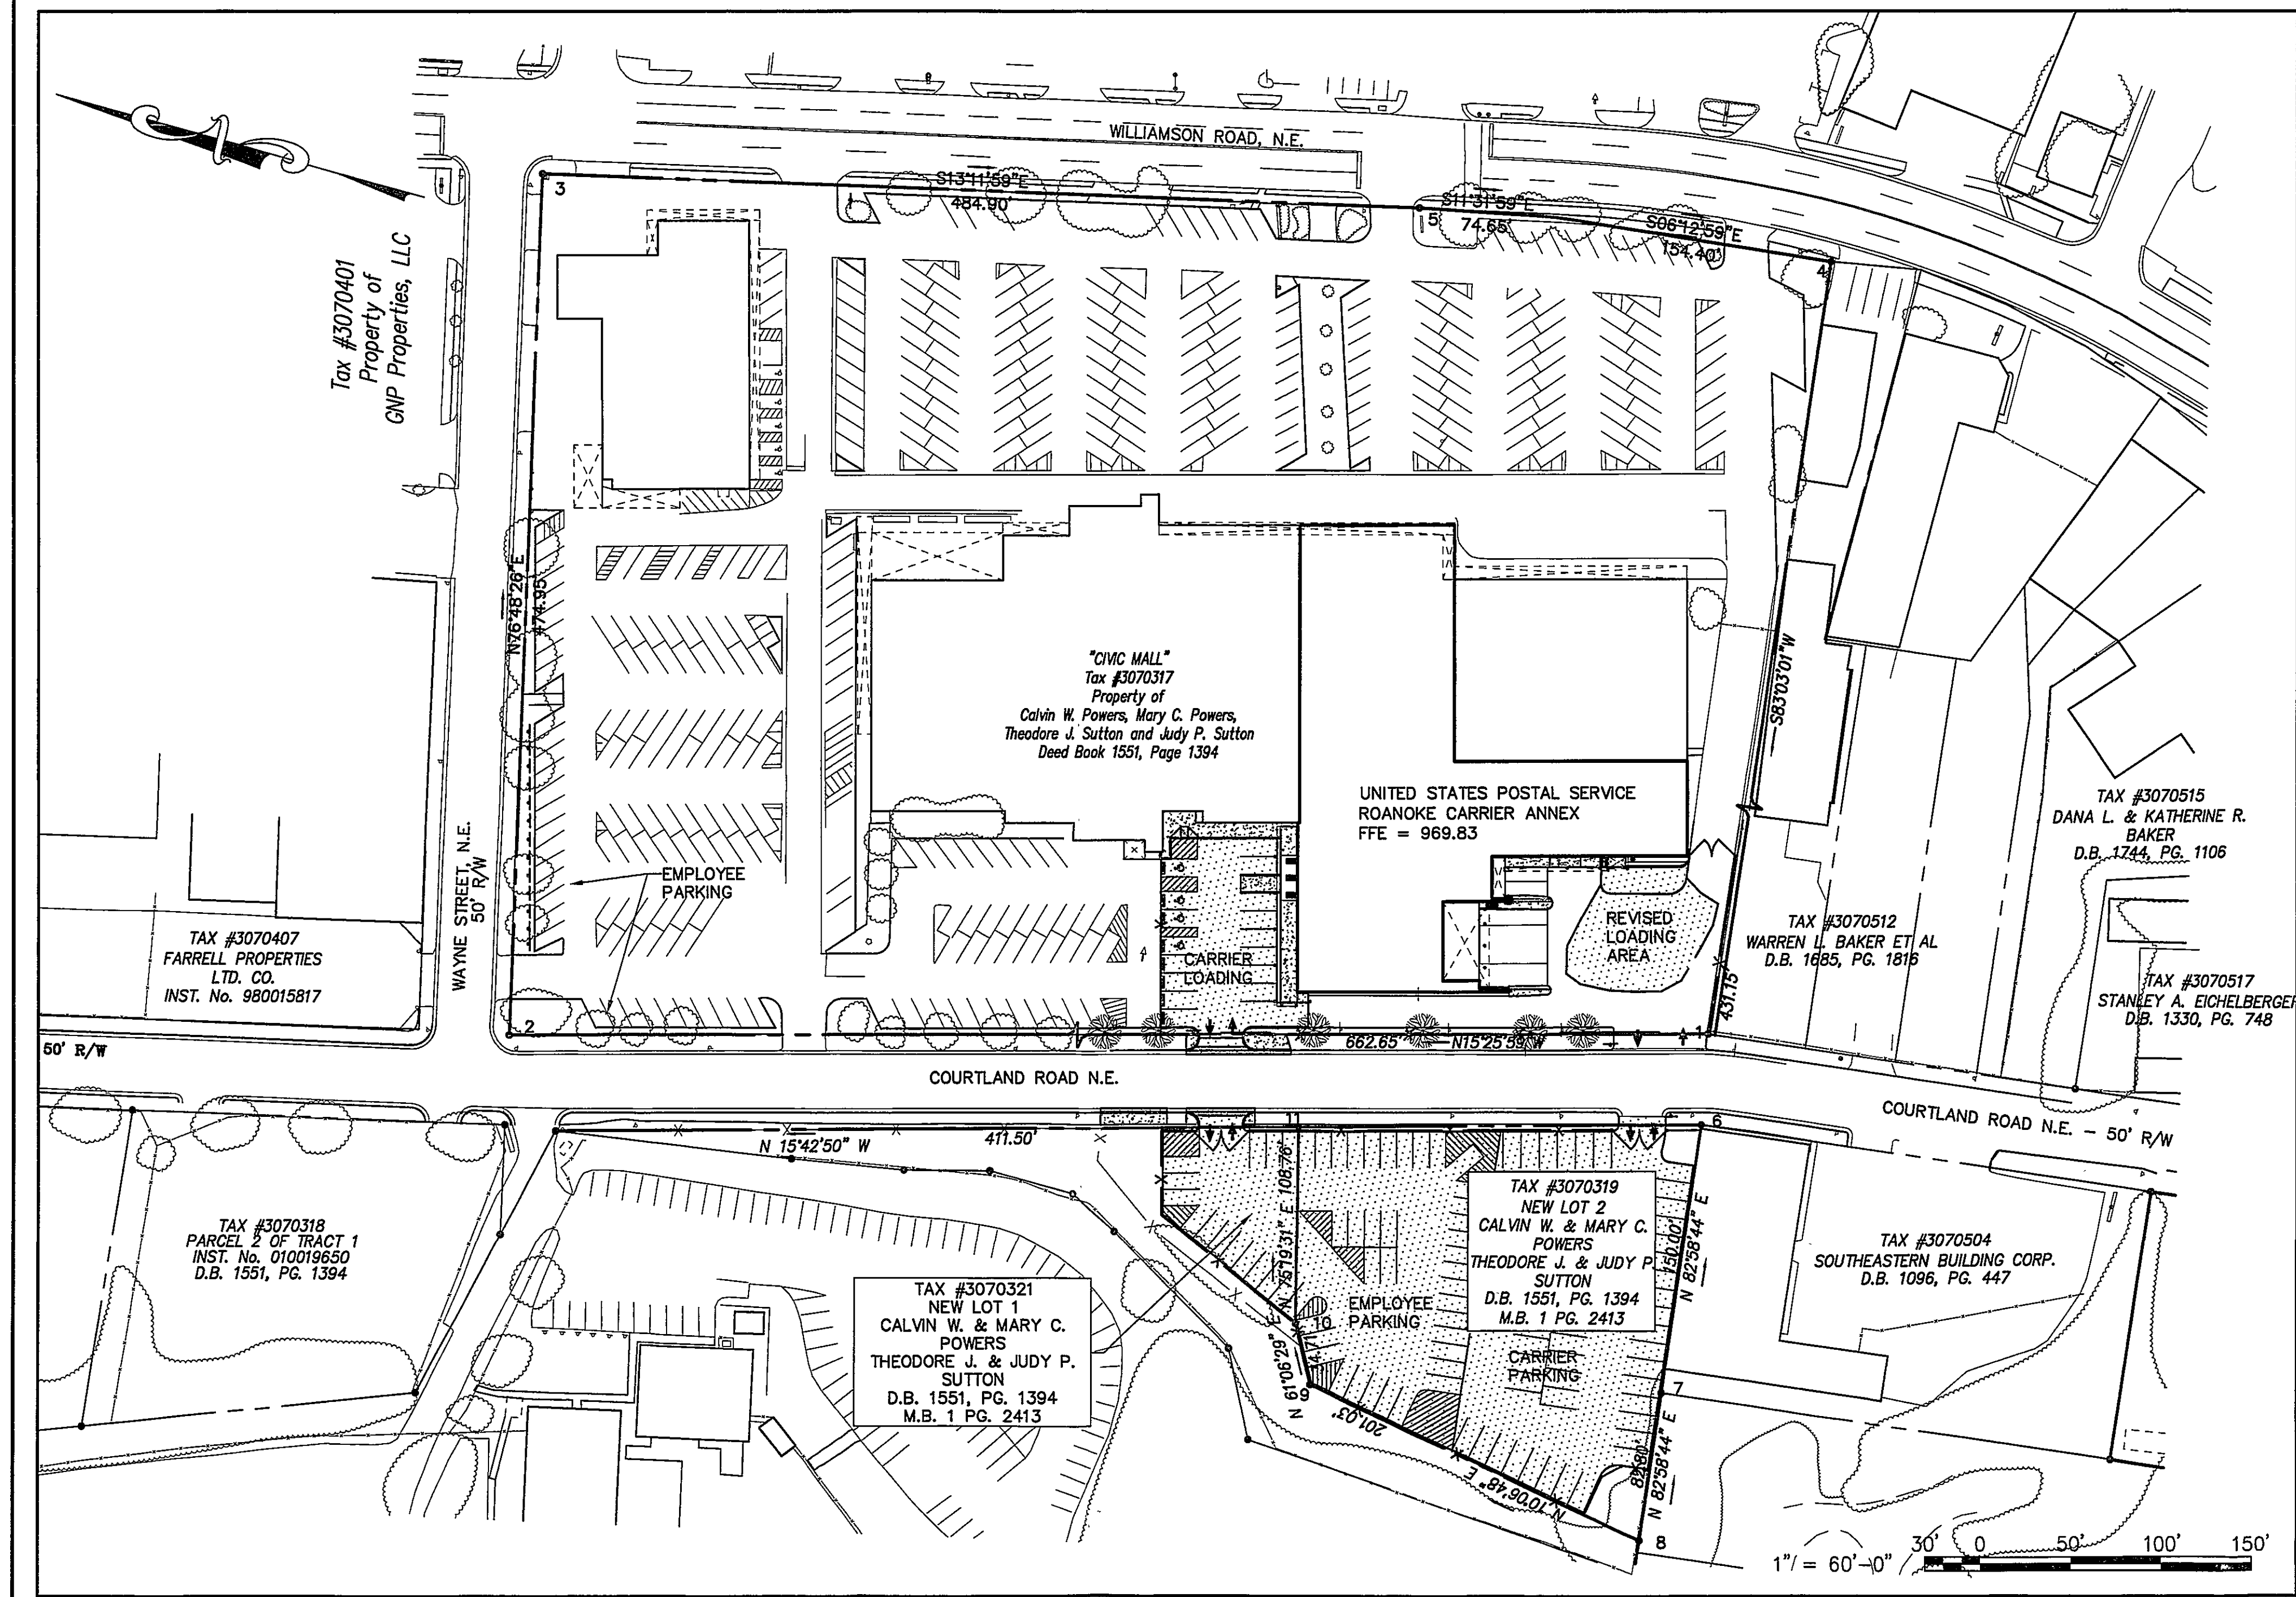 N
WILLIAMSON ROAD, N.E.
3
S13°11'59"E
484.90'
5
S11°31'59"E
74.65'
S06°12'59"E
154.40'
4
Tax #3070401
Property of
GNP Properties, LLC
N76°48'26"E
474.95'
"CIVIC MALL"
Tax #3070317
Property of
Calvin W. Powers, Mary C. Powers,
Theodore J. Sutton and Judy P. Sutton
Deed Book 1551, Page 1394
UNITED STATES POSTAL SERVICE
ROANOKE CARRIER ANNEX
FFE = 969.83
S83°03'01"W
431.15'
TAX #3070515
DANA L. & KATHERINE R.
BAKER
D.B. 1744, PG. 1106
WAYNE STREET, N.E.
50' R/W
EMPLOYEE
PARKING
TAX #3070407
FARRELL PROPERTIES
LTD. CO.
INST. No. 980015817
CARRIER
LOADING
REVISED
LOADING
AREA
TAX #3070512
WARREN L. BAKER ET AL
D.B. 1685, PG. 1816
TAX #3070517
STANLEY A. EICHELBERGER
D.B. 1330, PG. 748
50' R/W
2
662.65'
N15°25'59"W
1
COURTLAND ROAD N.E.
COURTLAND ROAD N.E. - 50' R/W
N 15°42'50" W
411.50'
11
6
N 75°19'31" E 108.76'
150.00'
N 82°58'44" E
TAX #3070318
PARCEL 2 OF TRACT 1
INST. No. 010019650
D.B. 1551, PG. 1394
TAX #3070321
NEW LOT 1
CALVIN W. & MARY C.
POWERS
THEODORE J. & JUDY P.
SUTTON
D.B. 1551, PG. 1394
M.B. 1 PG. 2413
TAX #3070319
NEW LOT 2
CALVIN W. & MARY C.
POWERS
THEODORE J. & JUDY P.
SUTTON
D.B. 1551, PG. 1394
M.B. 1 PG. 2413
TAX #3070504
SOUTHEASTERN BUILDING CORP.
D.B. 1096, PG. 447
EMPLOYEE
PARKING
10
CARRIER
PARKING
N 61°06'29" E
9
201.03'
N 10°06'48" E
7
N 82°58'44" E
8
1" = 60'-0"
30' 0 50' 100' 150'